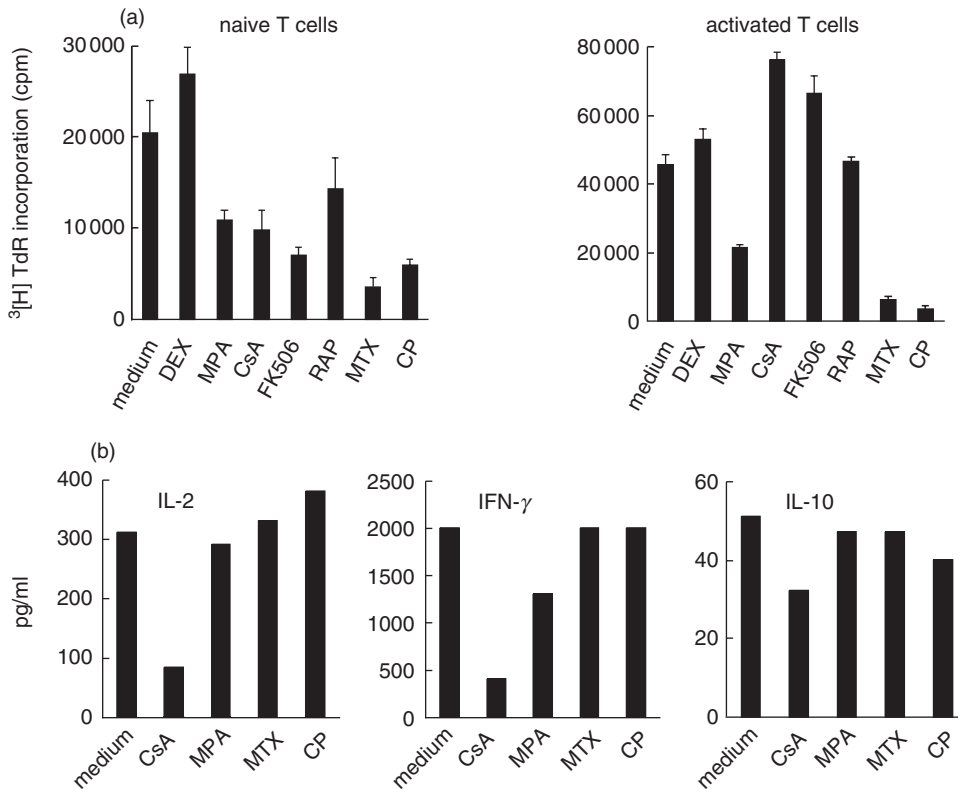 (a)
naive T cells
activated T cells
³[H] TdR incorporation (cpm)
30 000
20 000
10 000
0
medium
DEX
MPA
CsA
FK506
RAP
MTX
CP
80 000
60 000
40 000
20 000
0
medium
DEX
MPA
CsA
FK506
RAP
MTX
CP
(b)
pg/ml
IL-2
400
300
200
100
0
medium
CsA
MPA
MTX
CP
IFN-γ
2500
2000
1500
1000
500
0
medium
CsA
MPA
MTX
CP
IL-10
60
40
20
0
medium
CsA
MPA
MTX
CP